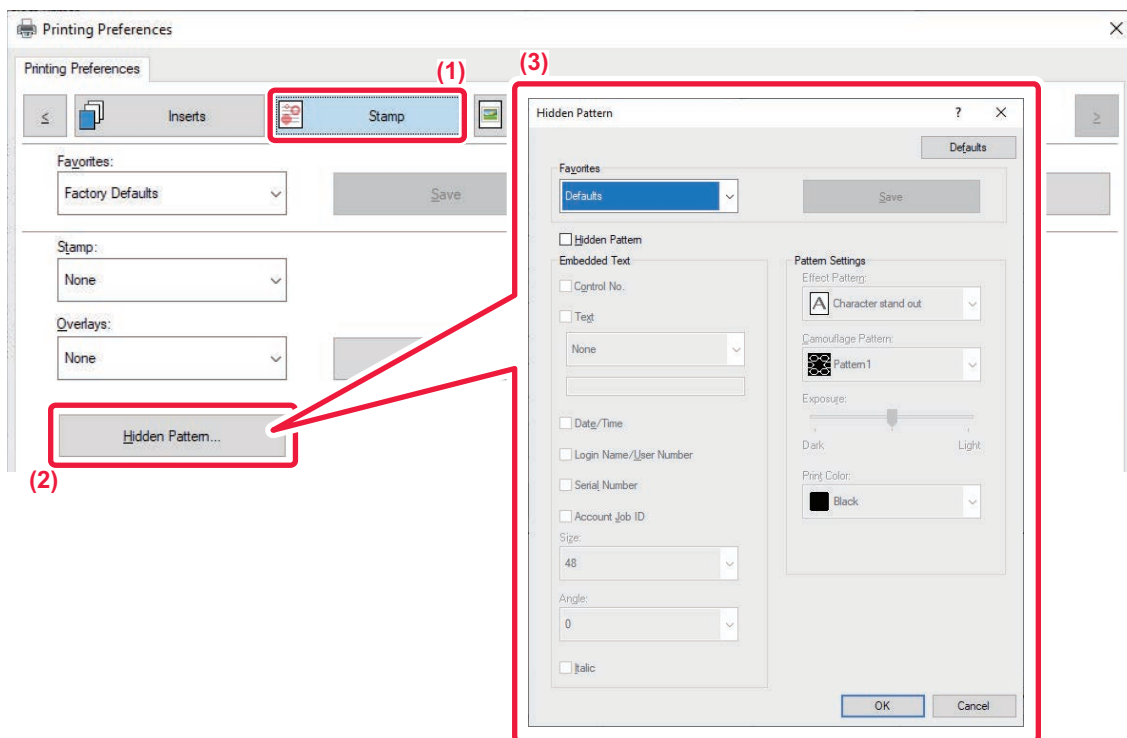 Printing Preferences
Printing Preferences
(1)
(3)
<
Inserts
Stamp
>
Favorites:
Factory Defaults
Save
Stamp:
None
Overlays:
None
Hidden Pattern...
(2)
Hidden Pattern
?
Defaults
Favorites
Defaults
Save
Hidden Pattern
Embedded Text
Control No.
Text
None
Date/Time
Login Name/User Number
Serial Number
Account Job ID
Size:
48
Angle:
0
Italic
Pattern Settings
Effect Pattern:
A Character stand out
Camouflage Pattern:
Pattern1
Exposure:
Dark Light
Print Color:
Black
OK Cancel